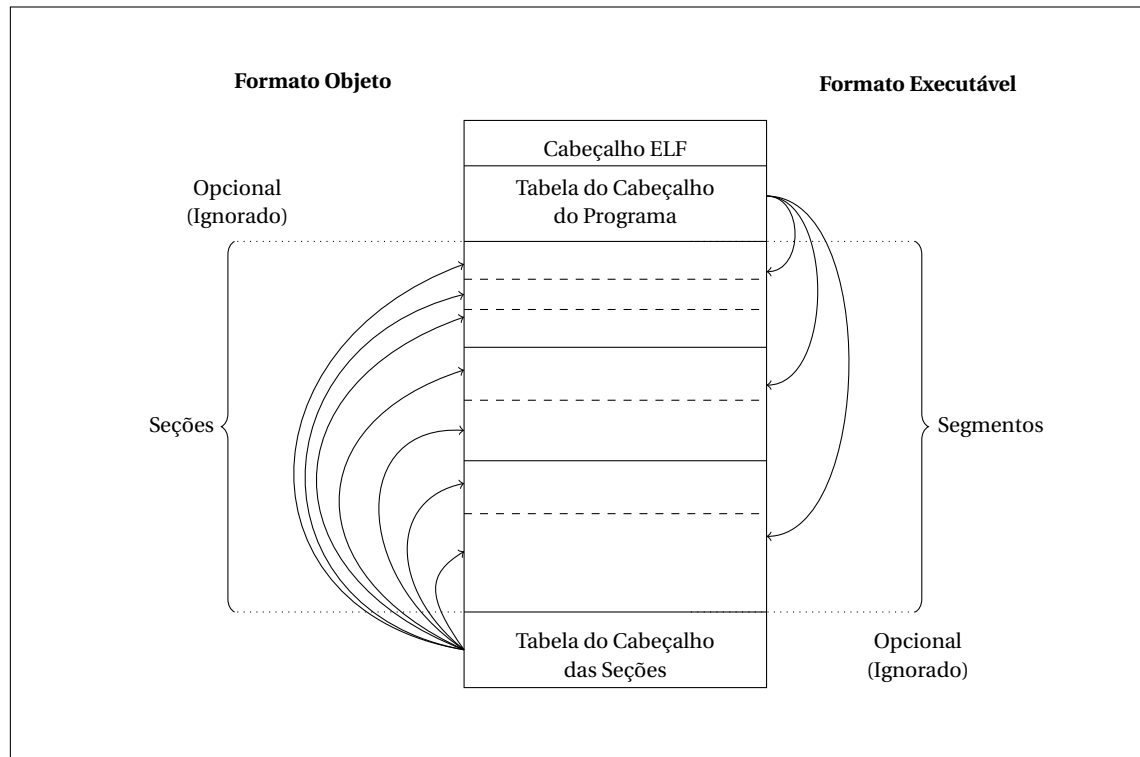 Formato Objeto
Formato Executável
Cabeçalho ELF
Tabela do Cabeçalho
do Programa
Opcional
(Ignorado)
Seções
Segmentos
Tabela do Cabeçalho
das Seções
Opcional
(Ignorado)